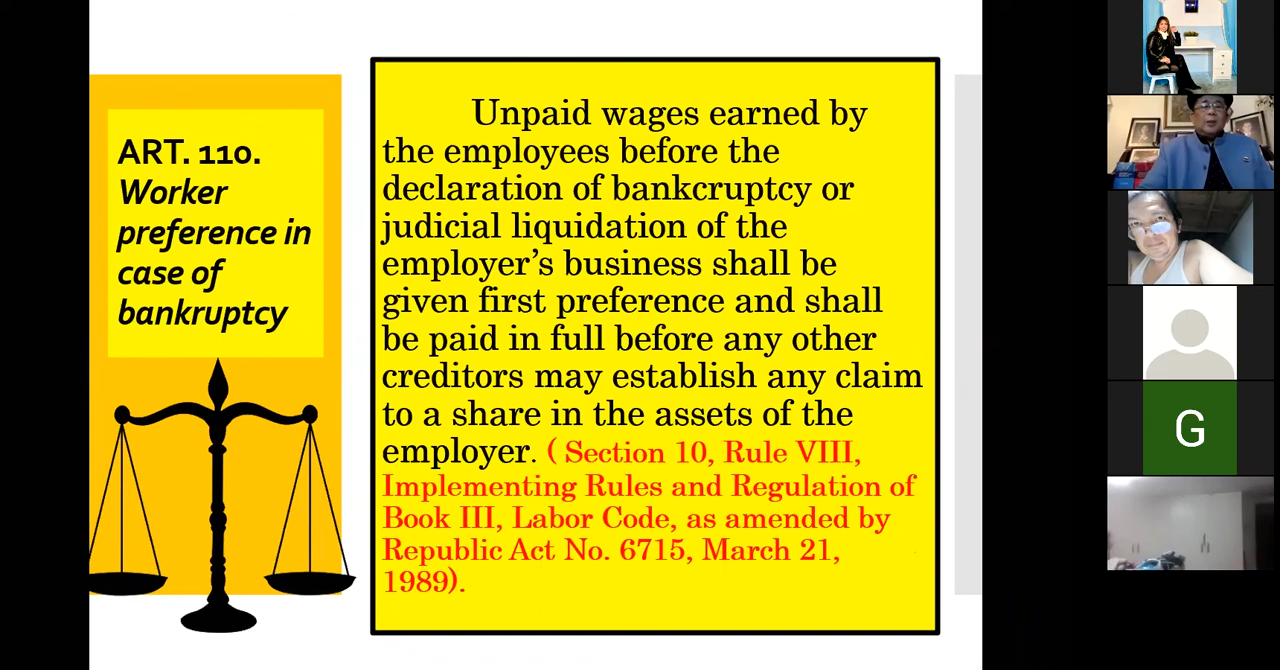 ART. 110.
Worker
preference in
case of
bankruptcy
Unpaid wages earned by
the employees before the
declaration of bankcruptcy or
judicial liquidation of the
employer’s business shall be
given first preference and shall
be paid in full before any other
creditors may establish any claim
to a share in the assets of the
employer. ( Section 10, Rule VIII,
Implementing Rules and Regulation of
Book III, Labor Code, as amended by
Republic Act No. 6715, March 21,
1989).
G